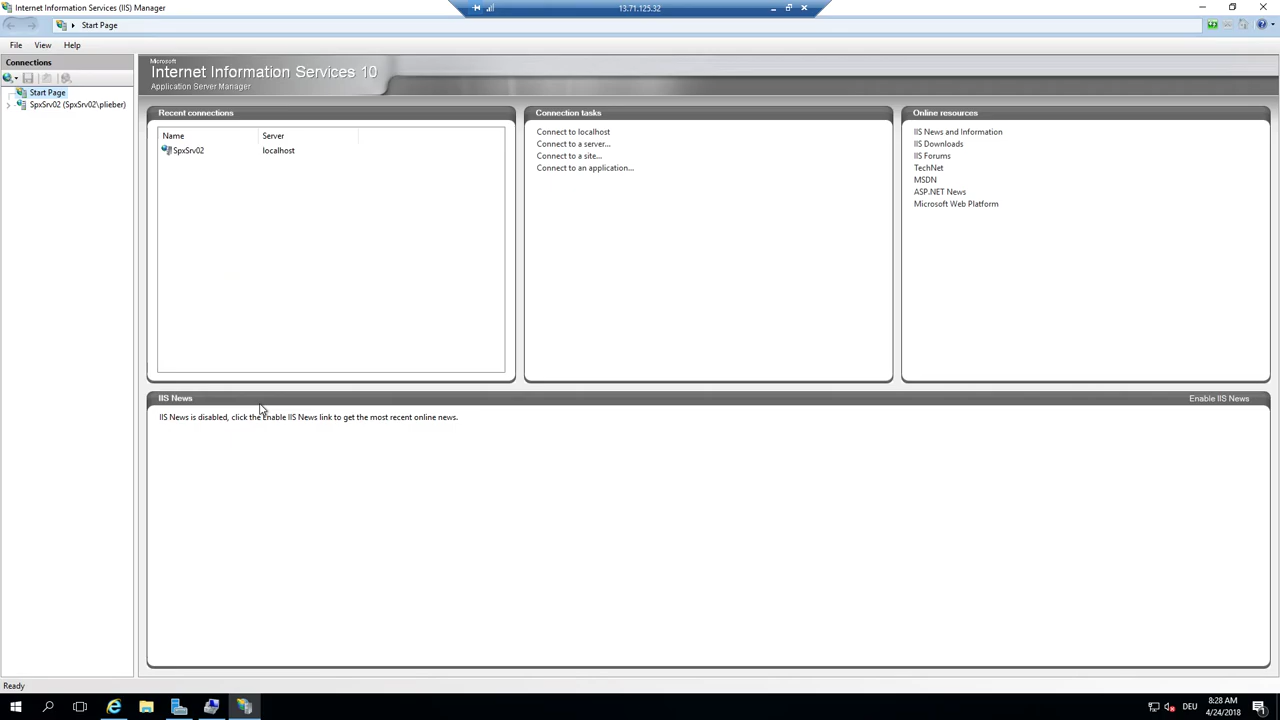 Internet Information Services (IIS) Manager
13.71.125.32
Start Page
File View Help
Connections
Start Page
SpxSrv02 (SpxSrv02\plieber)
Microsoft
Internet Information Services 10
Application Server Manager
Recent connections
Name Server
SpxSrv02 localhost
Connection tasks
Connect to localhost
Connect to a server...
Connect to a site...
Connect to an application...
Online resources
IIS News and Information
IIS Downloads
IIS Forums
TechNet
MSDN
ASP.NET News
Microsoft Web Platform
IIS News
Enable IIS News
IIS News is disabled, click the Enable IIS News link to get the most recent online news.
Ready
DEU
8:28 AM
4/24/2018
1